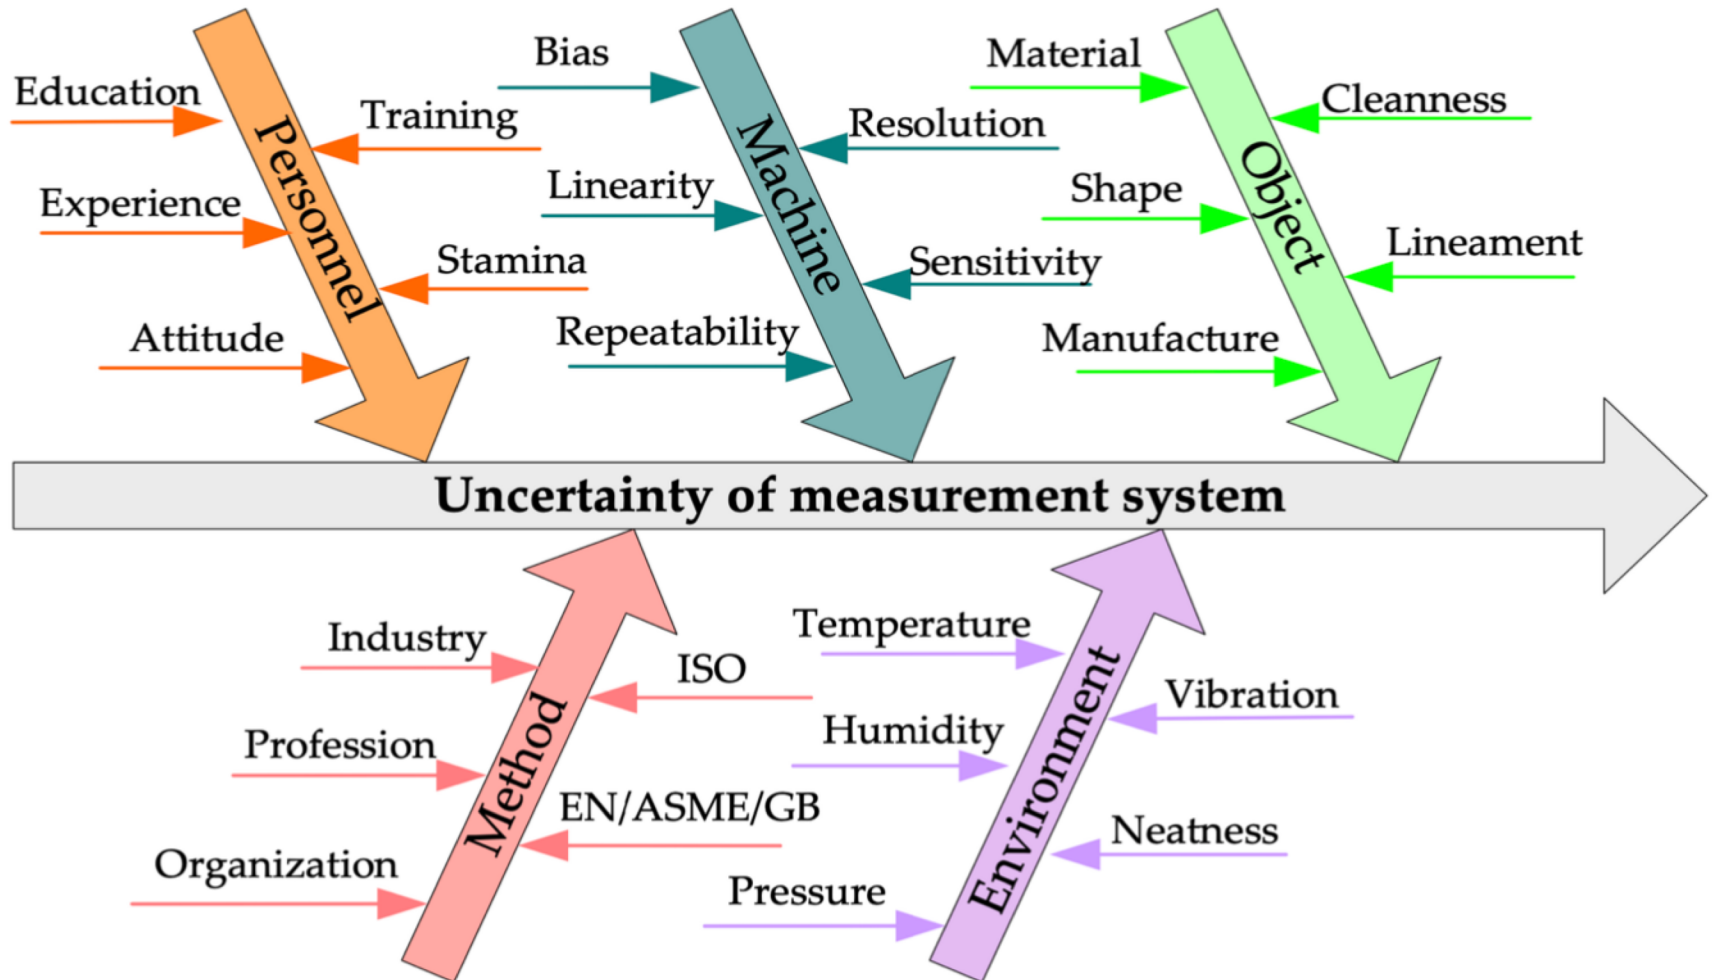 Bias
Material
Education
Cleanness
Training
Resolution
Personnel
Machine
Object
Linearity
Shape
Experience
Lineament
Stamina
Sensitivity
Repeatability
Attitude
Manufacture
Uncertainty of measurement system
Temperature
Industry
ISO
Vibration
Humidity
Profession
Method
Environment
EN/ASME/GB
Neatness
Organization
Pressure